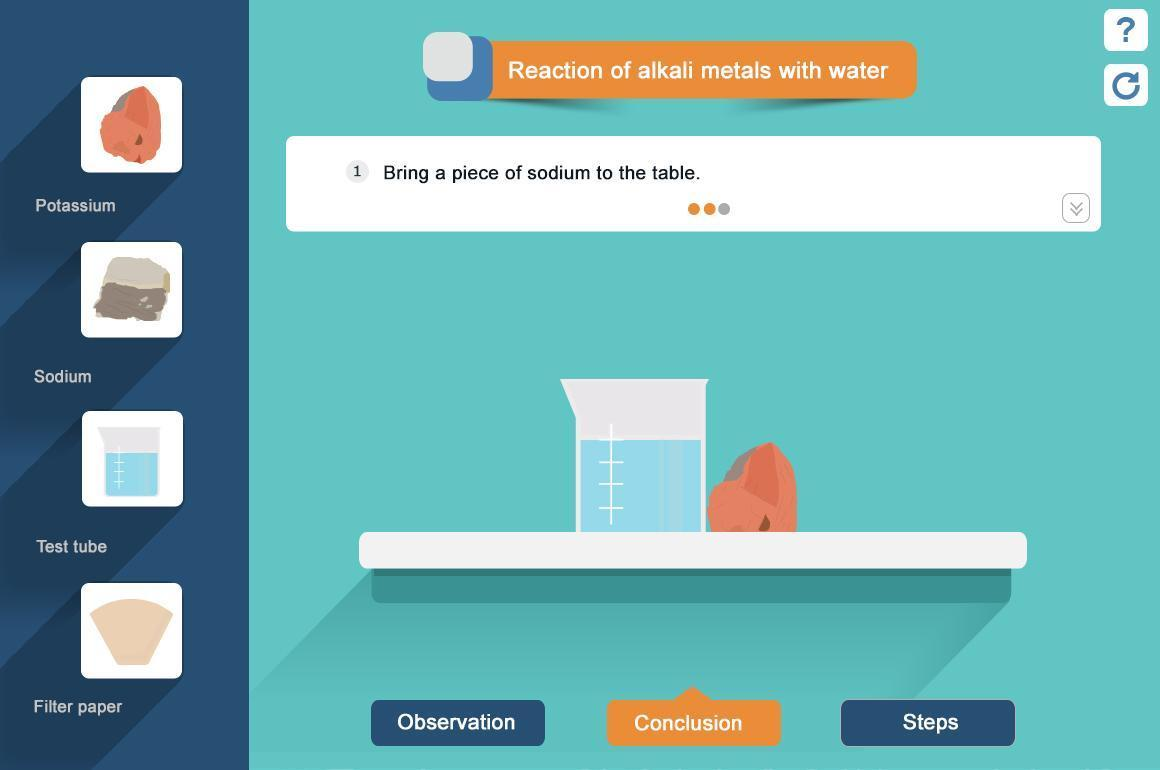 ?
Reaction of alkali metals with water
1 Bring a piece of sodium to the table.
Potassium
Sodium
Test tube
Filter paper
Observation
Conclusion
Steps